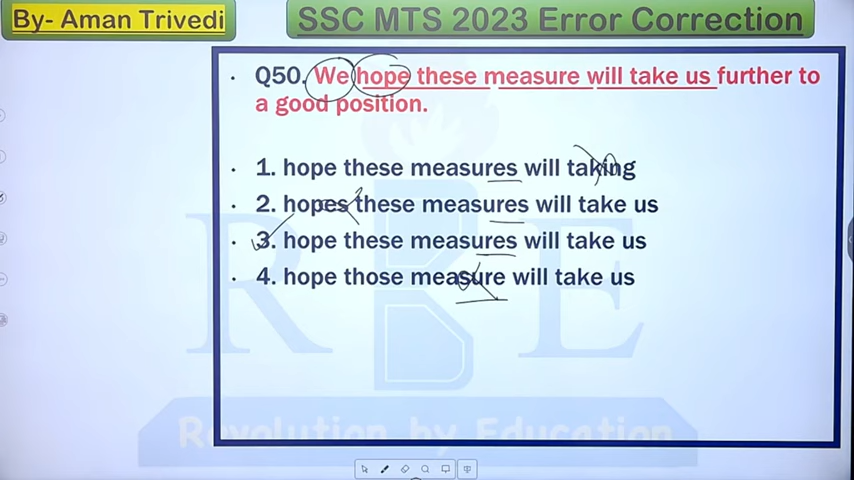 By- Aman Trivedi
SSC MTS 2023 Error Correction
• Q50. We hope these measure will take us further to
a good position.
• 1. hope these measures will taking
• 2. hopes these measures will take us
• 3. hope these measures will take us
• 4. hope those measure will take us
R B E
Revolution by Education